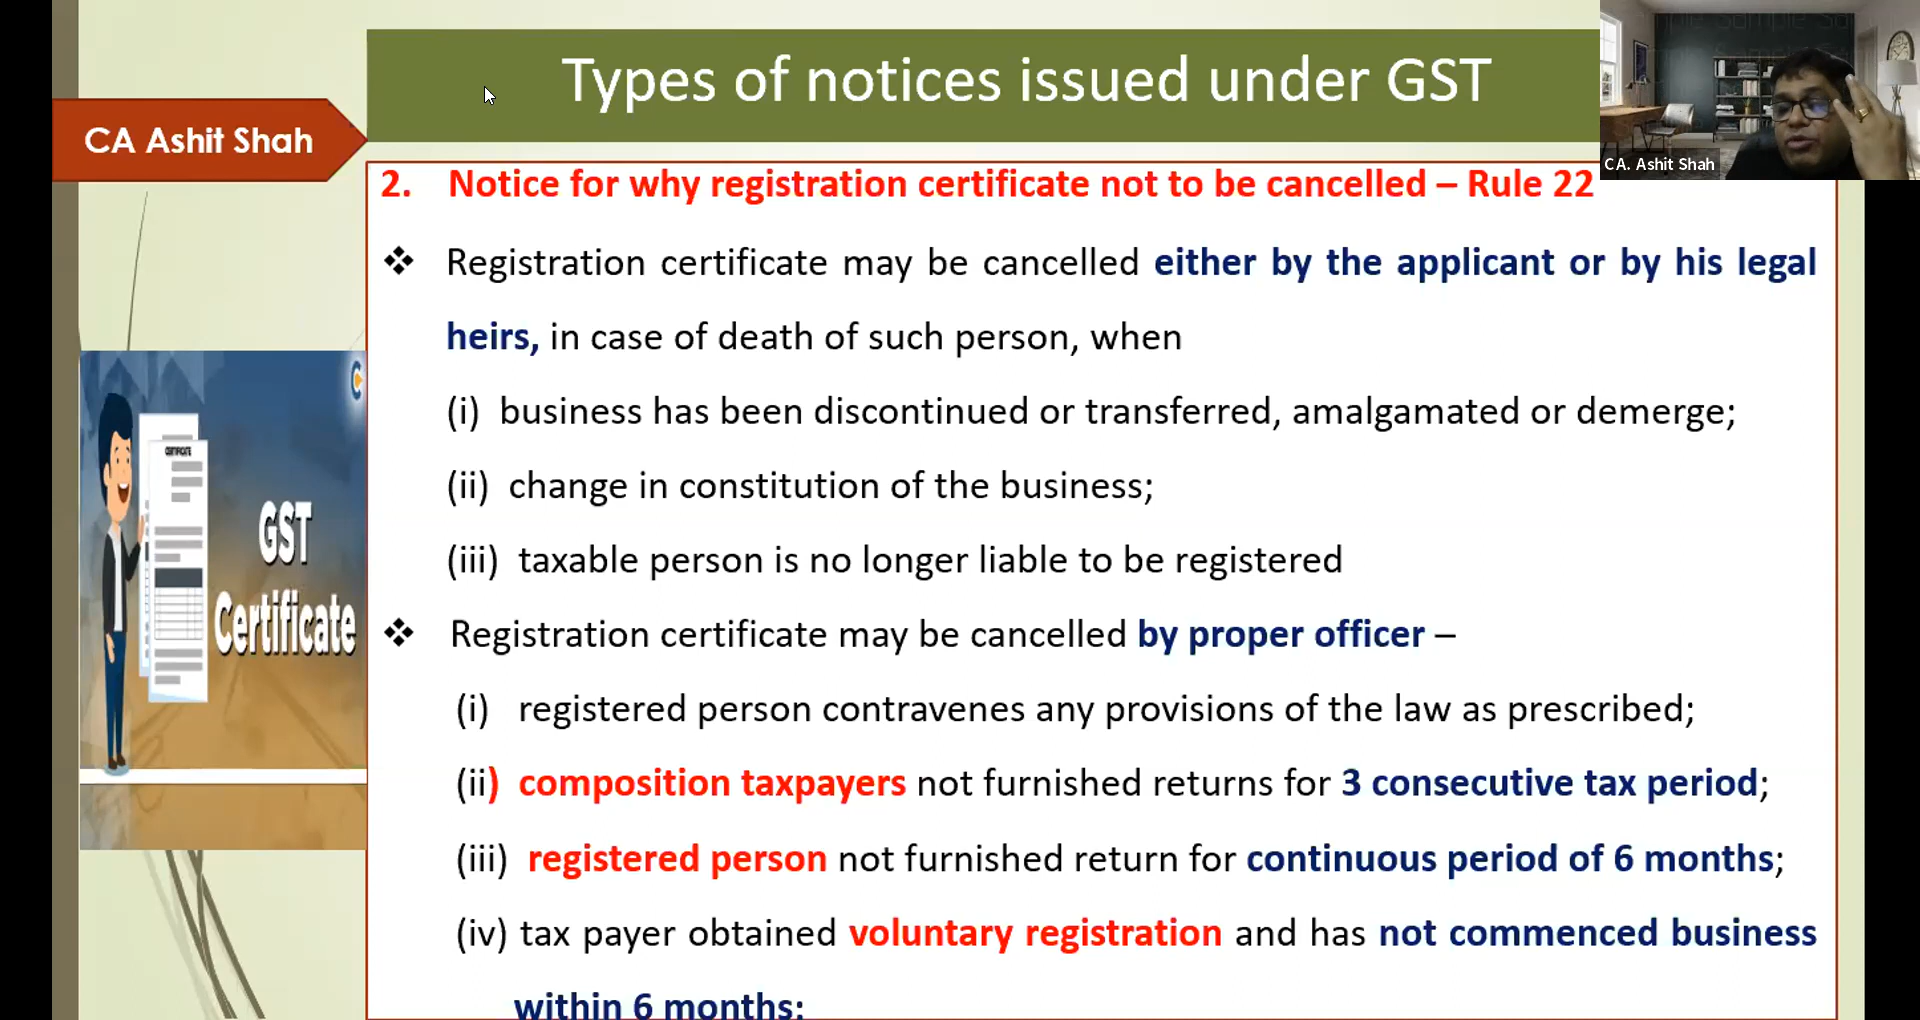 Types of notices issued under GST
CA Ashit Shah
CA. Ashit Shah
2. Notice for why registration certificate not to be cancelled – Rule 22
❖ Registration certificate may be cancelled either by the applicant or by his legal
heirs, in case of death of such person, when
(i) business has been discontinued or transferred, amalgamated or demerge;
(ii) change in constitution of the business;
(iii) taxable person is no longer liable to be registered
❖ Registration certificate may be cancelled by proper officer –
(i) registered person contravenes any provisions of the law as prescribed;
(ii) composition taxpayers not furnished returns for 3 consecutive tax period;
(iii) registered person not furnished return for continuous period of 6 months;
(iv) tax payer obtained voluntary registration and has not commenced business
within 6 months;
CERTIFICATE
GST
Certificate